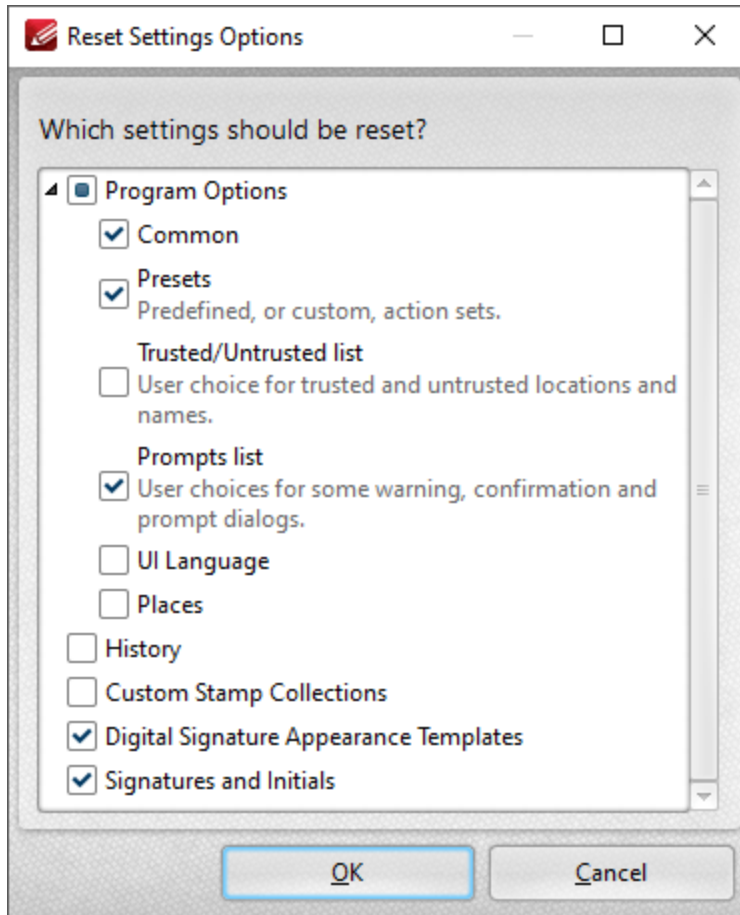 Reset Settings Options
Which settings should be reset?
Program Options
Common
Presets
Predefined, or custom, action sets.
Trusted/Untrusted list
User choice for trusted and untrusted locations and
names.
Prompts list
User choices for some warning, confirmation and
prompt dialogs.
UI Language
Places
History
Custom Stamp Collections
Digital Signature Appearance Templates
Signatures and Initials
OK
Cancel